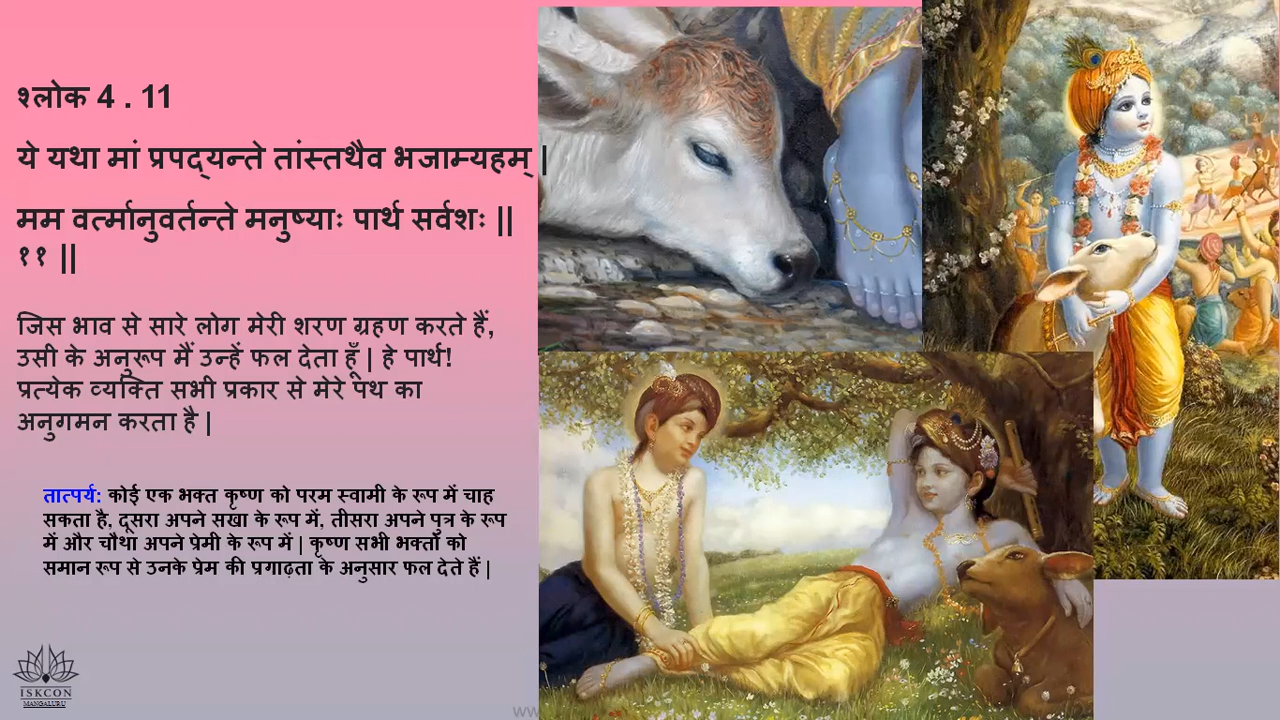 श्लोक 4 . 11
ये यथा मां प्रपद्यन्ते तांस्तथैव भजाम्यहम् |
मम वर्त्मानुवर्तन्ते मनुष्याः पार्थ सर्वशः ||
११ ||
जिस भाव से सारे लोग मेरी शरण ग्रहण करते हैं,
उसी के अनुरूप मैं उन्हें फल देता हूँ | हे पार्थ!
प्रत्येक व्यक्ति सभी प्रकार से मेरे पथ का
अनुगमन करता है |
तात्पर्य: कोई एक भक्त कृष्ण को परम स्वामी के रूप में चाह
सकता है, दूसरा अपने सखा के रूप में, तीसरा अपने पुत्र के रूप
में और चौथा अपने प्रेमी के रूप में | कृष्ण सभी भक्तों को
समान रूप से उनके प्रेम की प्रगाढ़ता के अनुसार फल देते हैं |
ISKCON
MANGALURU